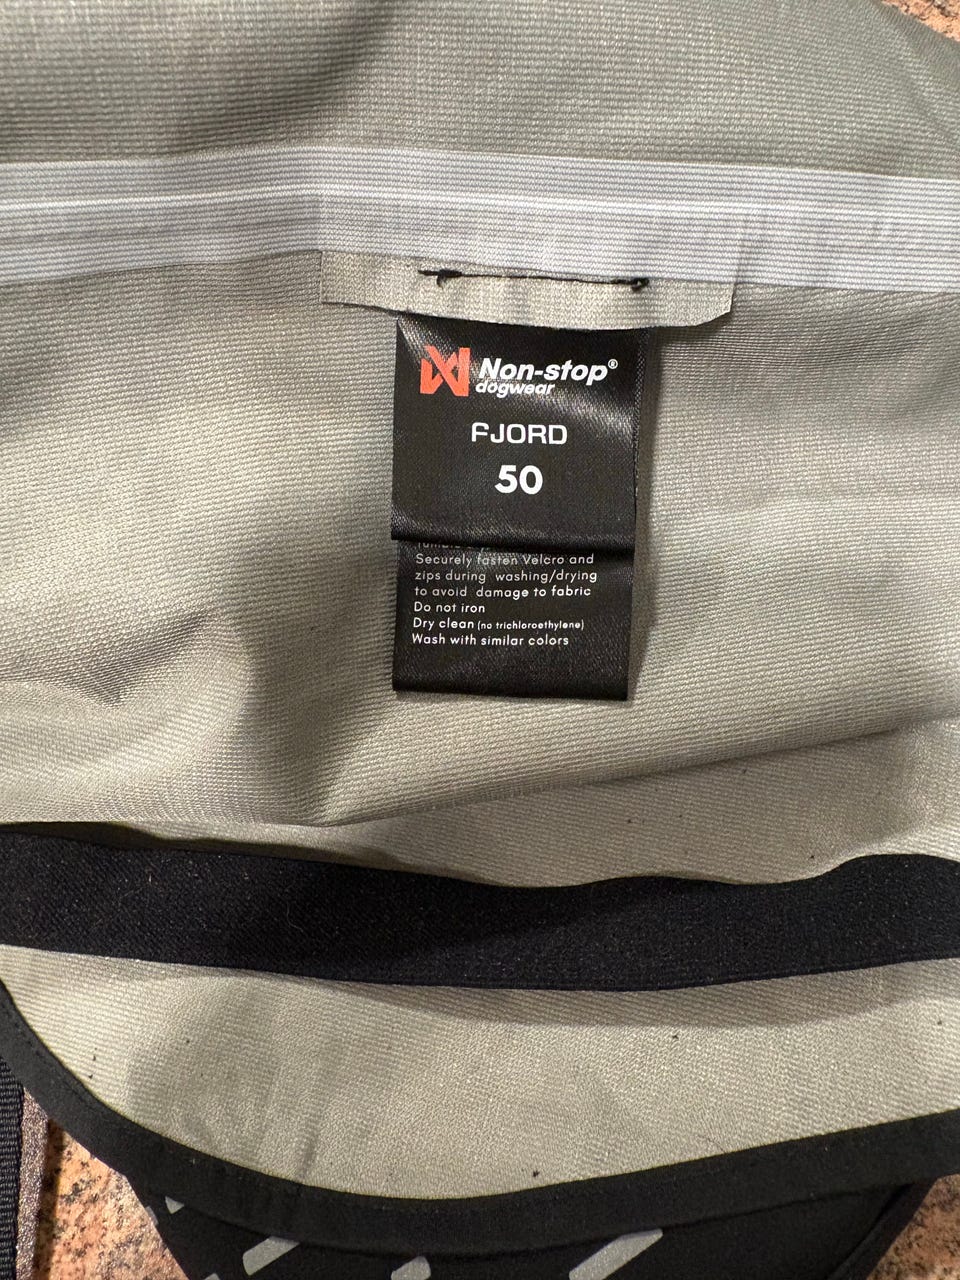 Non-stop®
dogwear
FJORD
50
Securely fasten Velcro and
zips during washing/drying
to avoid damage to fabric
Do not iron
Dry clean (no trichloroethylene)
Wash with similar colors